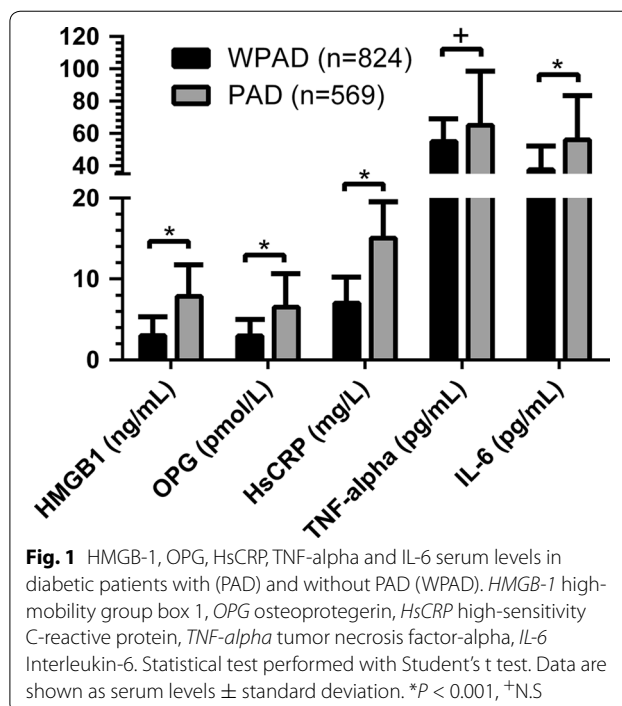 120
100
80
60
40
20
10
0
WPAD (n=824)
PAD (n=569)
*
*
*
+
*
HMGB1 (ng/mL)
OPG (pmol/L)
HsCRP (mg/L)
TNF-alpha (pg/mL)
IL-6 (pg/mL)
Fig. 1 HMGB-1, OPG, HsCRP, TNF-alpha and IL-6 serum levels in
diabetic patients with (PAD) and without PAD (WPAD). HMGB-1 high-
mobility group box 1, OPG osteoprotegerin, HsCRP high-sensitivity
C-reactive protein, TNF-alpha tumor necrosis factor-alpha, IL-6
Interleukin-6. Statistical test performed with Student’s t test. Data are
shown as serum levels ± standard deviation. *P < 0.001, +N.S